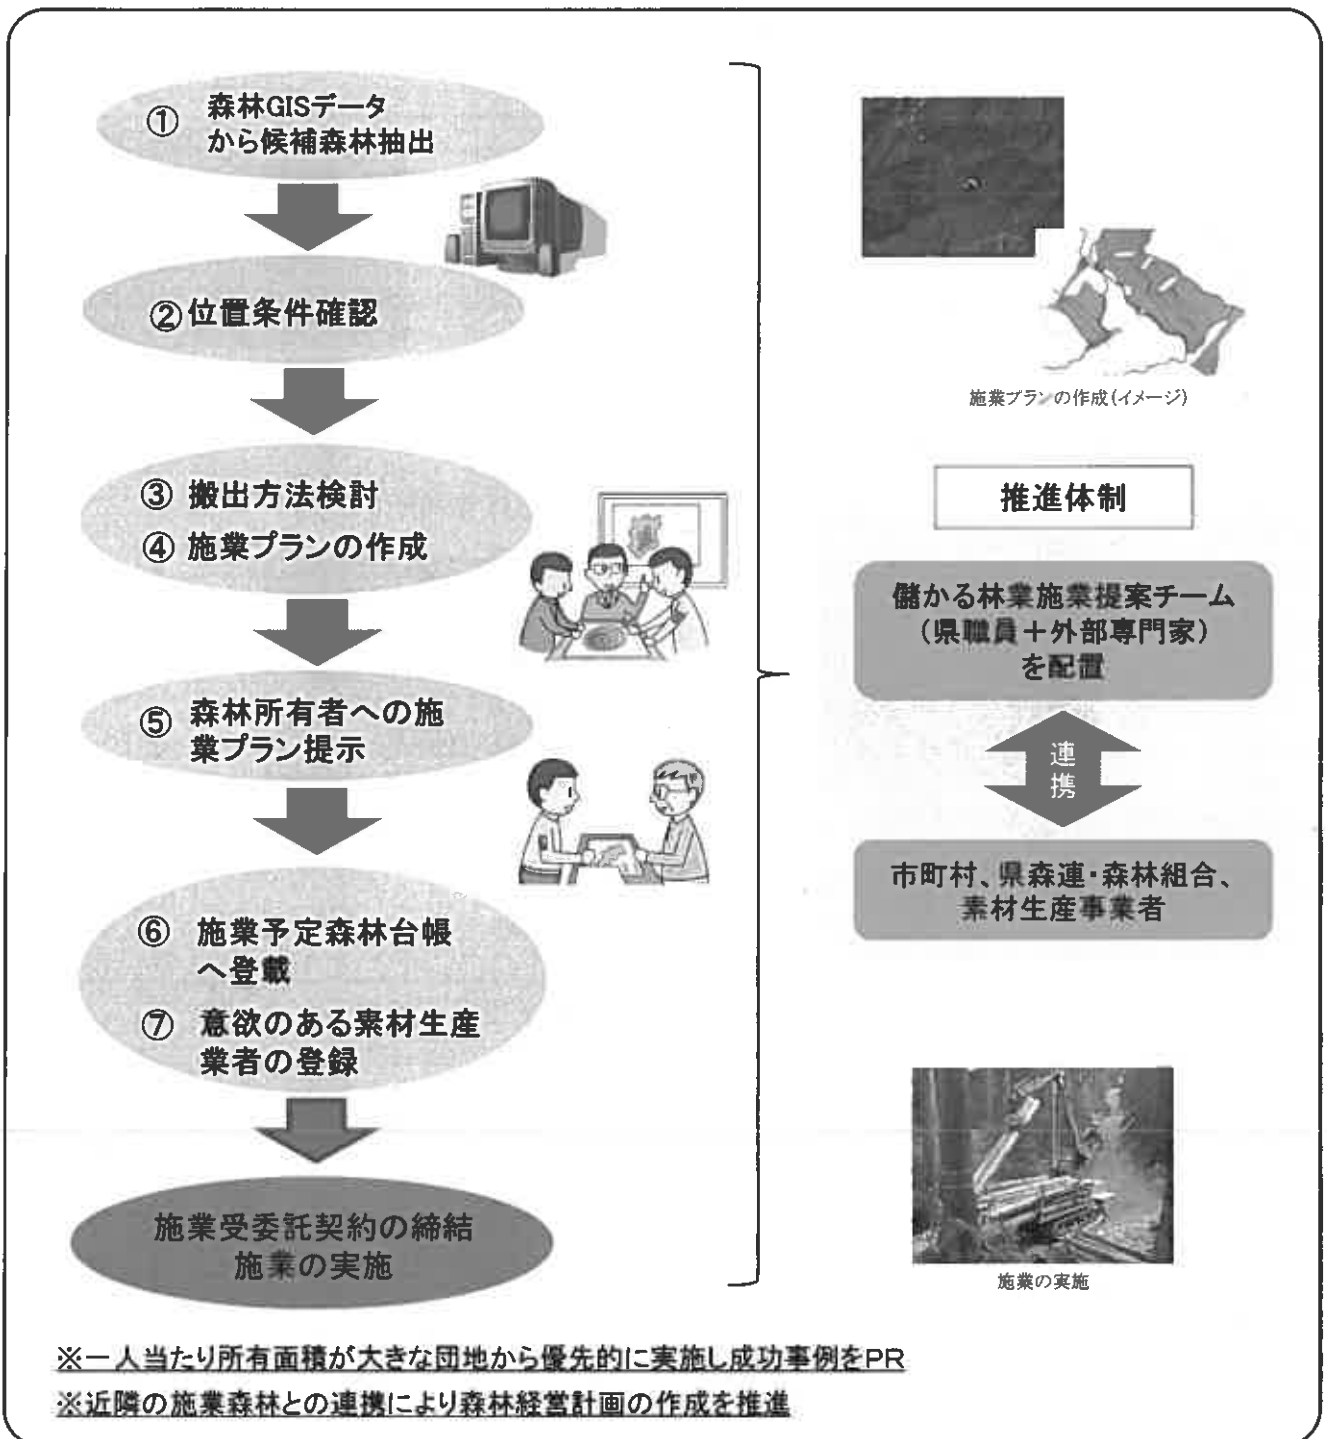 ① 森林GISデータ
から候補森林抽出
②位置条件確認
③ 搬出方法検討
④ 施業プランの作成
⑤ 森林所有者への施
業プラン提示
⑥ 施業予定森林台帳
へ登載
⑦ 意欲のある素材生産
業者の登録
施業受委託契約の締結
施業の実施
施業プランの作成(イメージ)
推進体制
儲かる林業施業提案チーム
(県職員＋外部専門家)
を配置
連
携
市町村、県森連・森林組合、
素材生産事業者
施業の実施
※一人当たり所有面積が大きな団地から優先的に実施し成功事例をPR
※近隣の施業森林との連携により森林経営計画の作成を推進